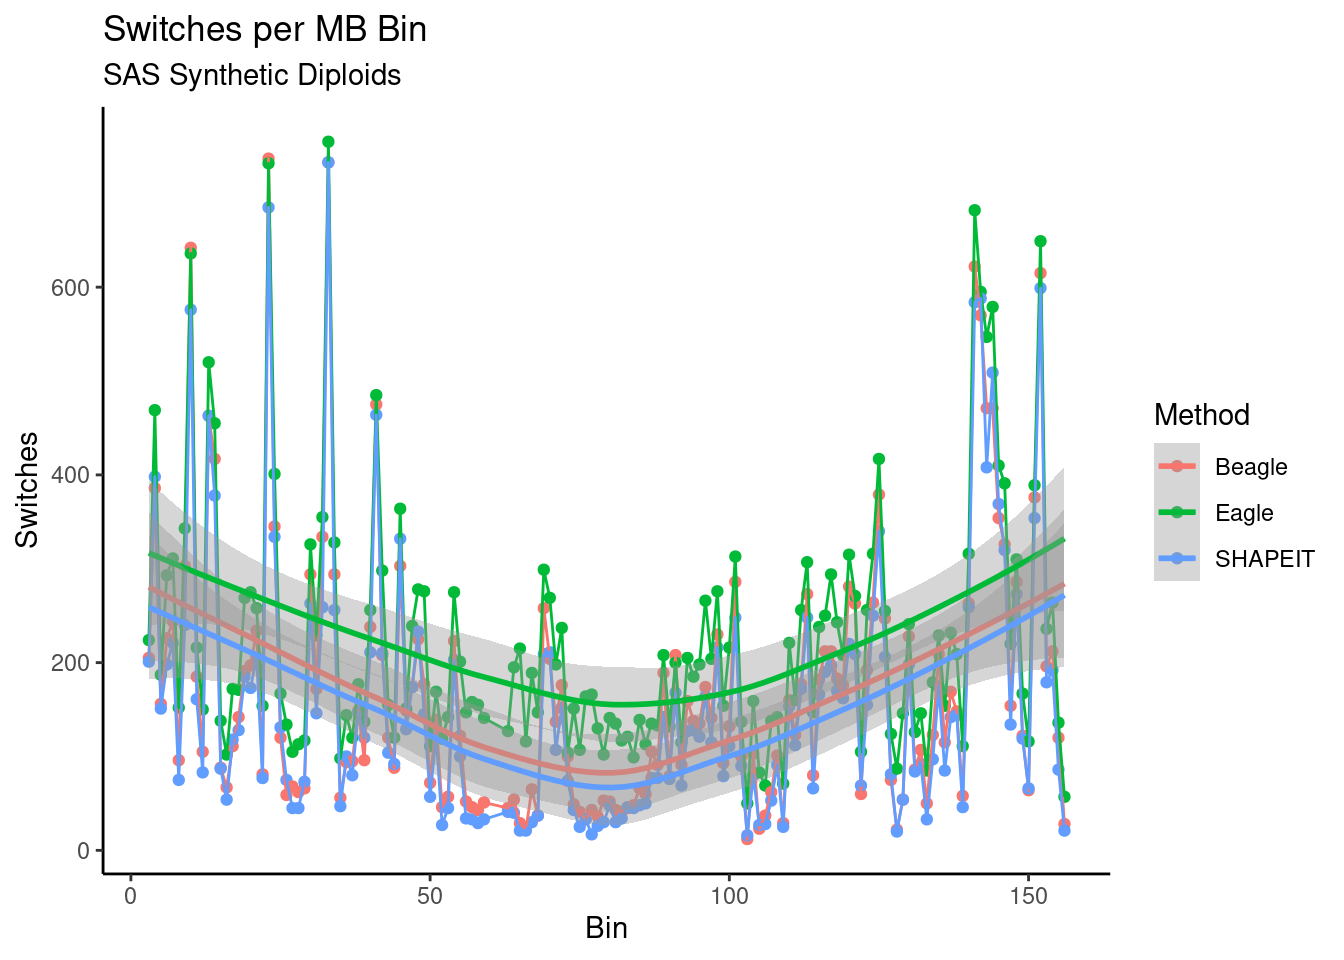 Switches per MB Bin
SAS Synthetic Diploids
Switches
600
400
200
0
0 50 100 150
Bin
Method
Beagle
Eagle
SHAPEIT